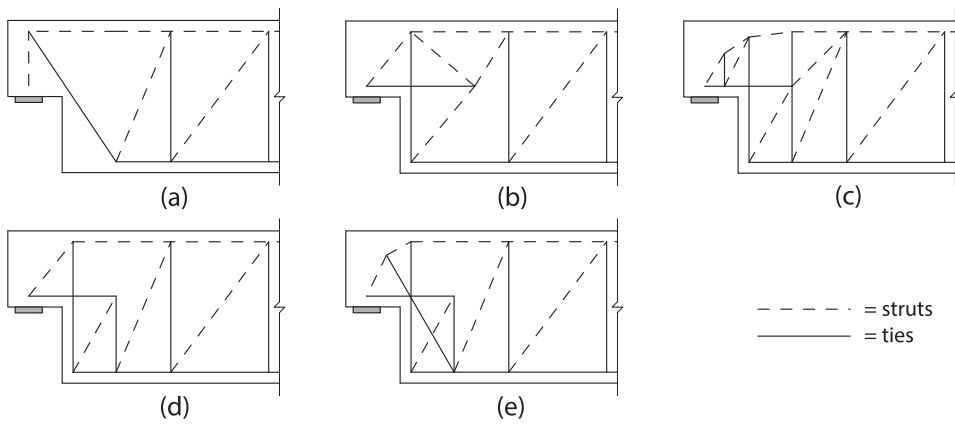 (a)
(b)
(c)
(d)
(e)
= struts
= ties